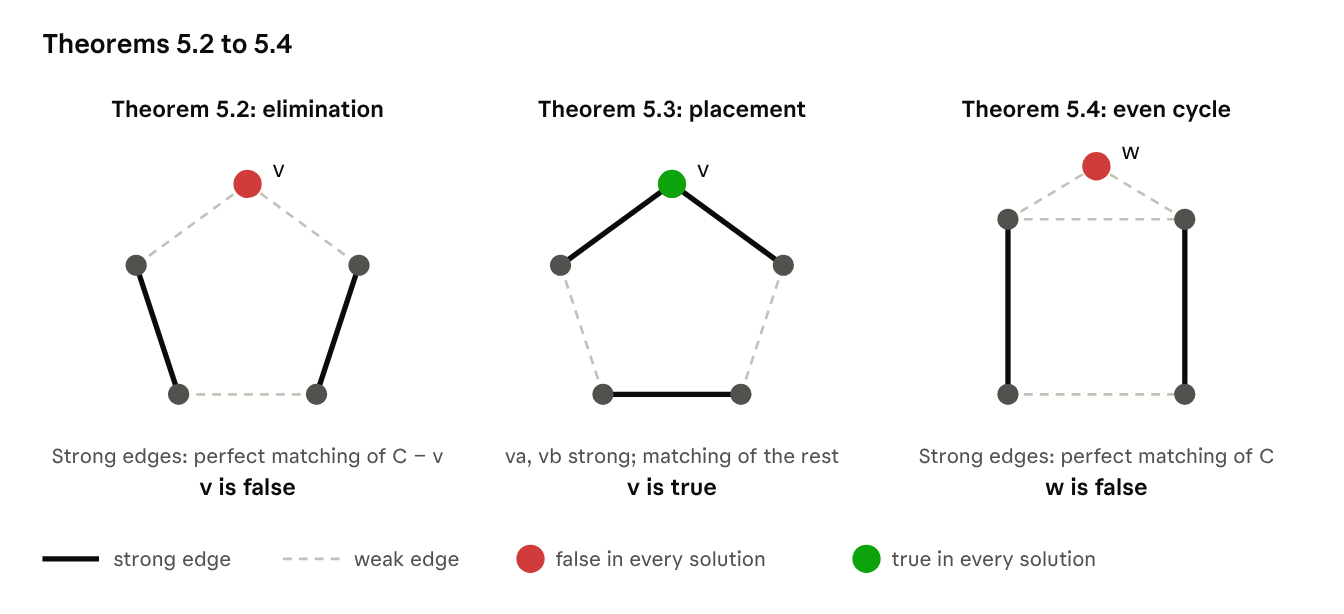 Theorems 5.2 to 5.4
Theorem 5.2: elimination
Theorem 5.3: placement
Theorem 5.4: even cycle
v
v
w
Strong edges: perfect matching of C − v
v is false
va, vb strong; matching of the rest
v is true
Strong edges: perfect matching of C
w is false
strong edge
weak edge
false in every solution
true in every solution